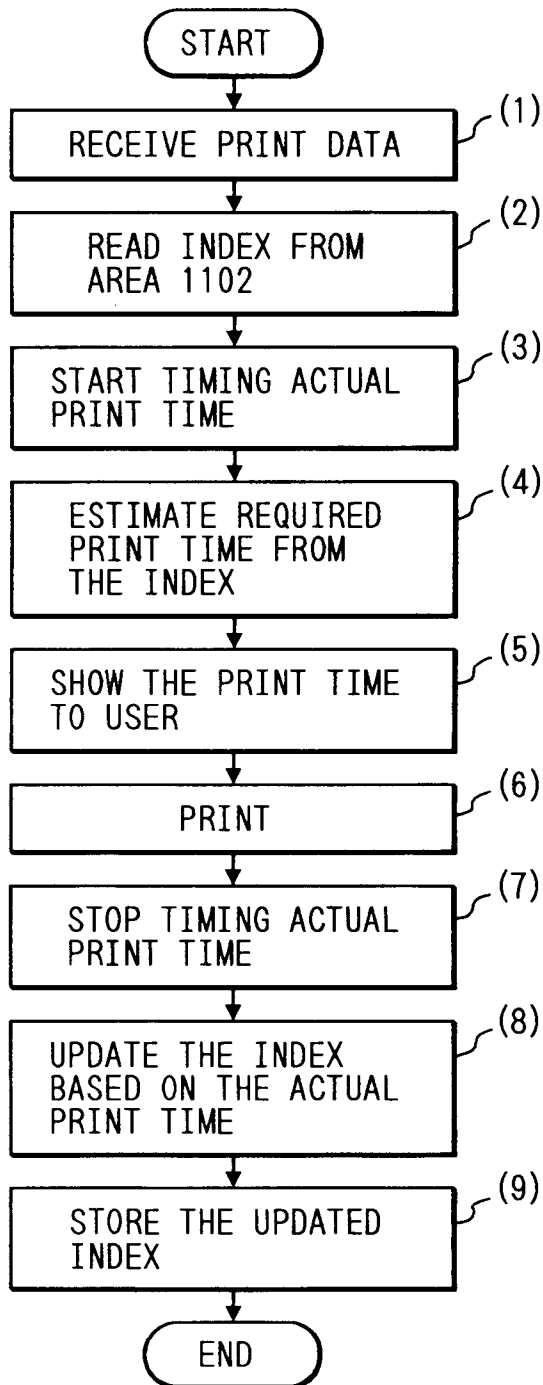 START
(1)
RECEIVE PRINT DATA
(2)
READ INDEX FROM
AREA 1102
(3)
START TIMING ACTUAL
PRINT TIME
(4)
ESTIMATE REQUIRED
PRINT TIME FROM
THE INDEX
(5)
SHOW THE PRINT TIME
TO USER
(6)
PRINT
(7)
STOP TIMING ACTUAL
PRINT TIME
(8)
UPDATE THE INDEX
BASED ON THE ACTUAL
PRINT TIME
(9)
STORE THE UPDATED
INDEX
END